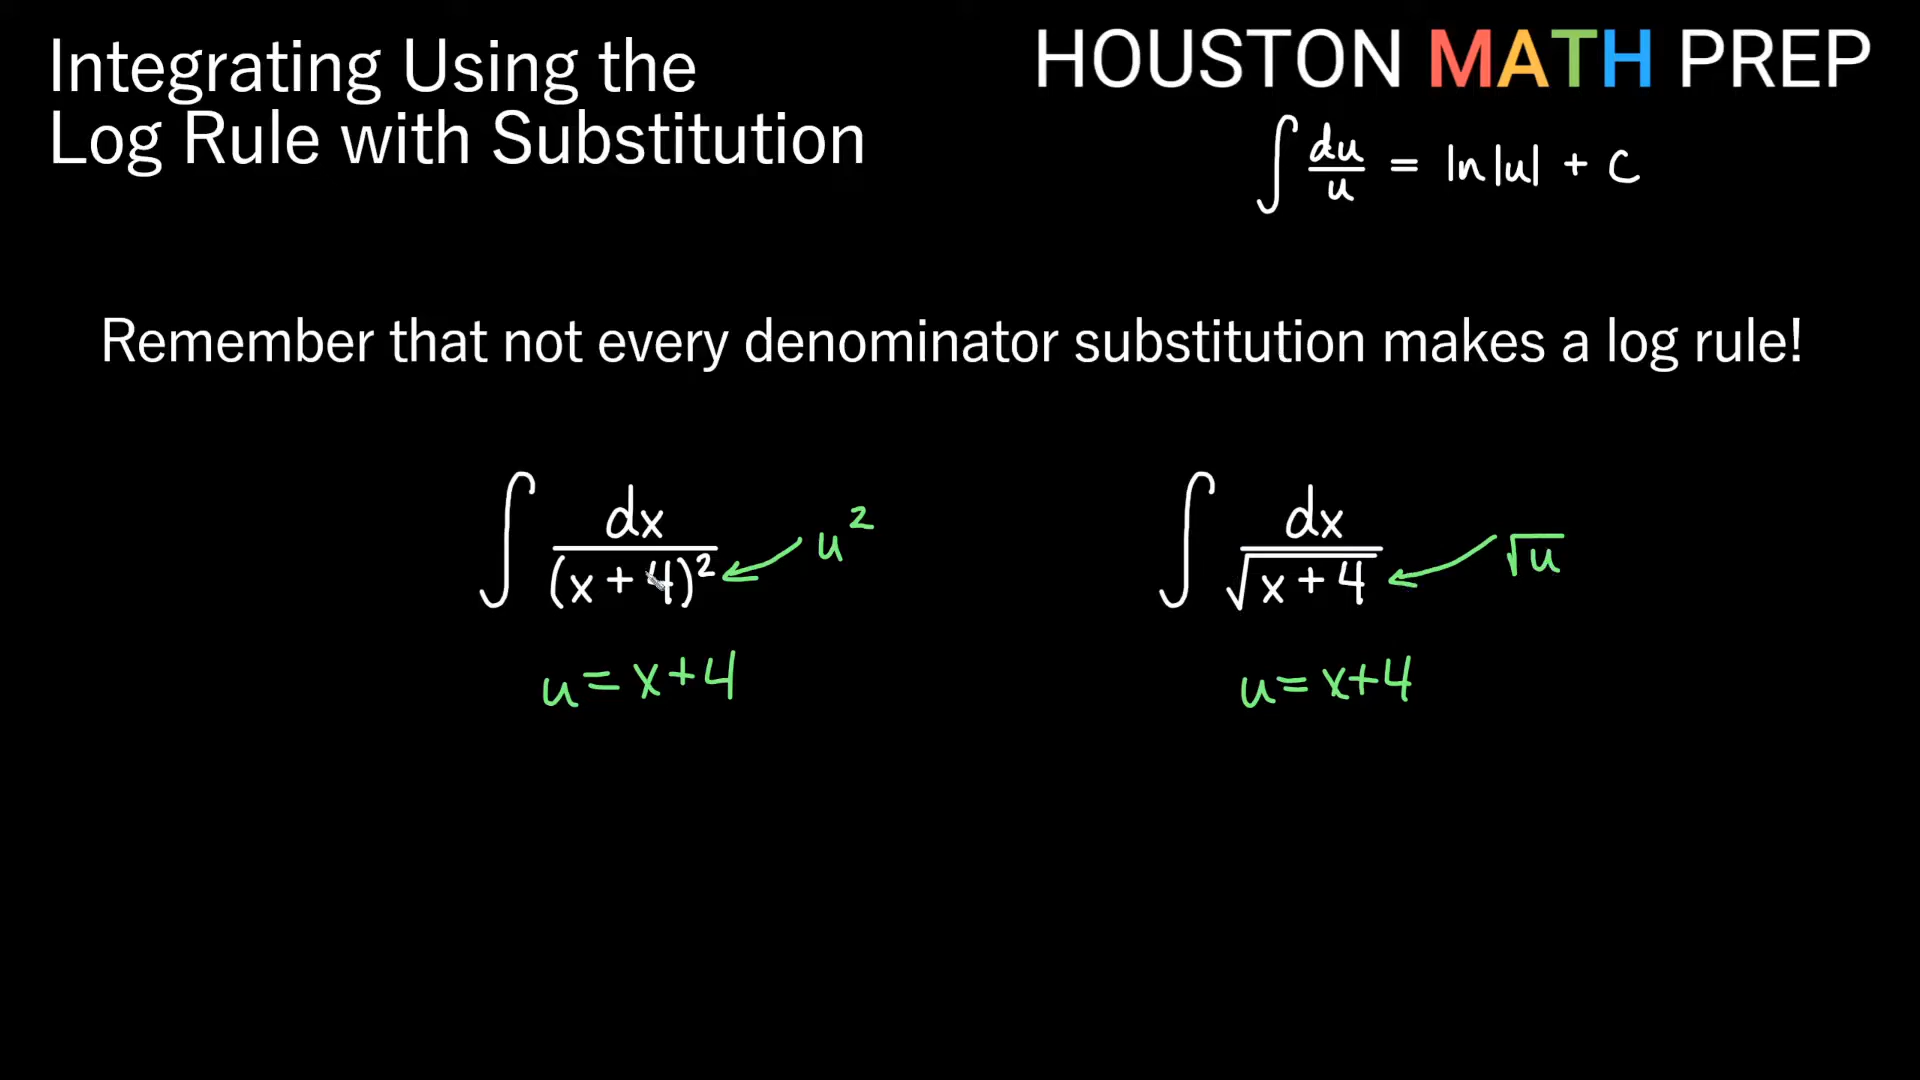 Integrating Using the
Log Rule with Substitution
HOUSTON MATH PREP
∫ du/u = ln|u| + C
Remember that not every denominator substitution makes a log rule!
∫ dx/(x + 4)² u²
u = x+4
∫ dx/√(x + 4) √u
u = x+4